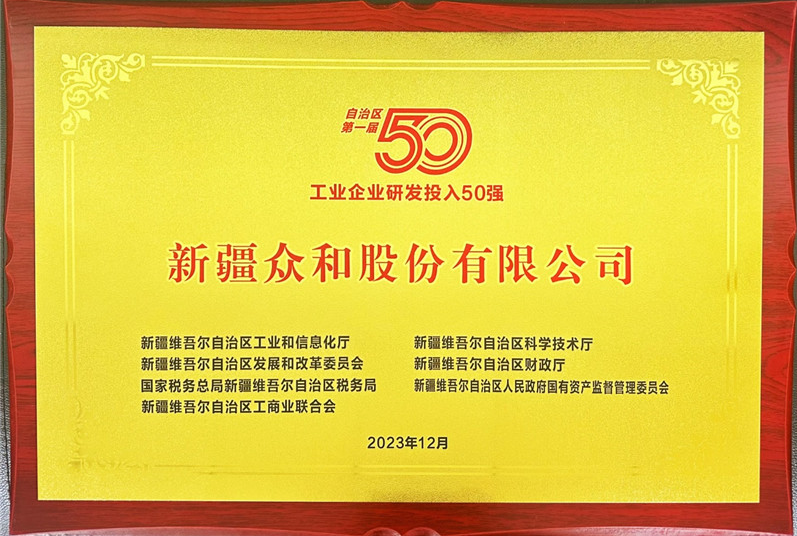 自治区
第一届
50
工业企业研发投入50强
新疆众和股份有限公司
新疆维吾尔自治区工业和信息化厅
新疆维吾尔自治区科学技术厅
新疆维吾尔自治区发展和改革委员会
新疆维吾尔自治区财政厅
国家税务总局新疆维吾尔自治区税务局
新疆维吾尔自治区人民政府国有资产监督管理委员会
新疆维吾尔自治区工商业联合会
2023年12月